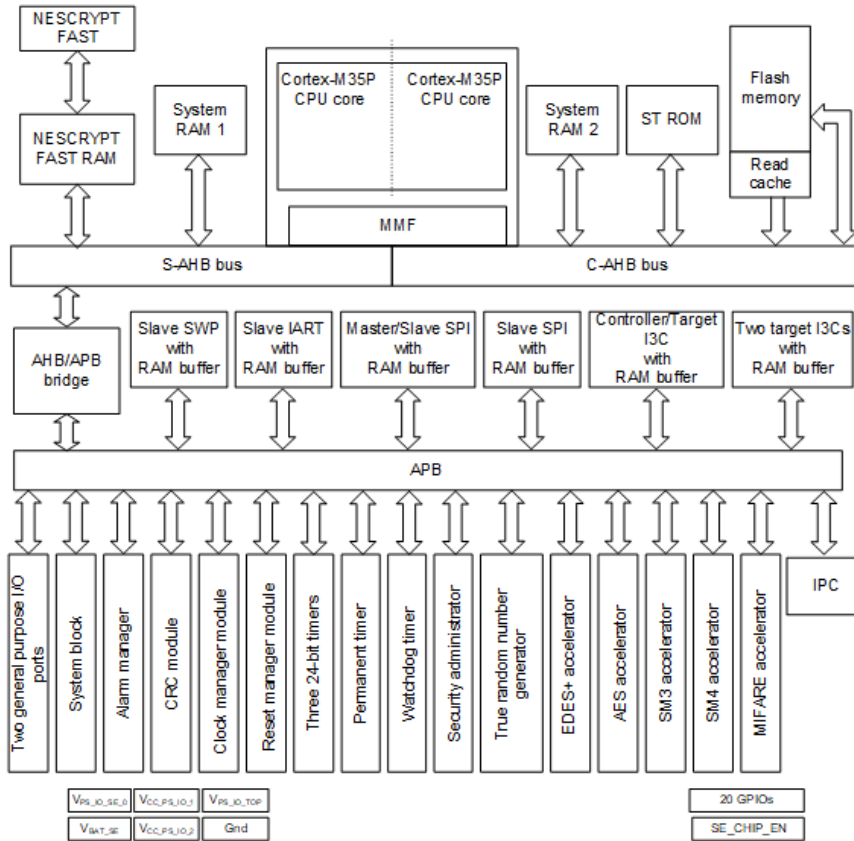 NESCRYPT
FAST
NESCRYPT
FAST RAM
System
RAM 1
Cortex-M35P
CPU core
Cortex-M35P
CPU core
MMF
System
RAM 2
ST ROM
Flash
memory
Read
cache
S-AHB bus
C-AHB bus
AHB/APB
bridge
Slave SWP
with
RAM buffer
Slave IART
with
RAM buffer
Master/Slave SPI
with
RAM buffer
Slave SPI
with
RAM buffer
Controller/Target
I3C
with
RAM buffer
Two target I3Cs
with
RAM buffer
APB
Two general purpose I/O
ports
System block
Alarm manager
CRC module
Clock manager module
Reset manager module
Three 24-bit timers
Permanent timer
Watchdog timer
Security administrator
True random number
generator
EDES+ accelerator
AES accelerator
SM3 accelerator
SM4 accelerator
MIFARE accelerator
IPC
VPS_IO_SE_0
VCC_PS_IO_1
VPS_IO_TOP
VBAT_SE
VCC_PS_IO_2
Gnd
20 GPIOs
SE_CHIP_EN